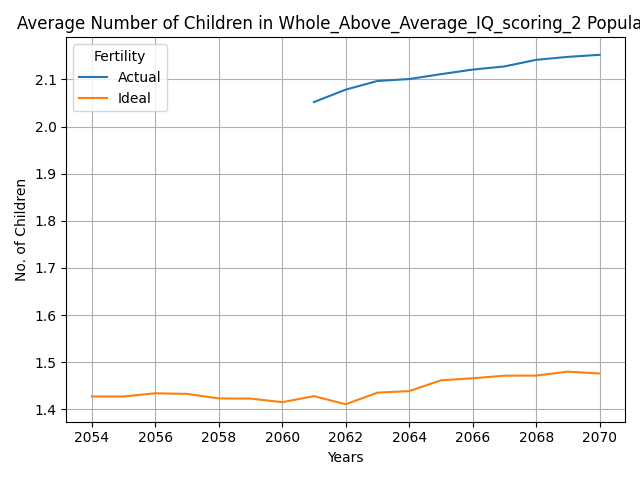 Average Number of Children in Whole_Above_Average_IQ_scoring_2 Popula
Fertility
Actual
Ideal
No. of Children
2.1
2.0
1.9
1.8
1.7
1.6
1.5
1.4
2054 2056 2058 2060 2062 2064 2066 2068 2070
Years